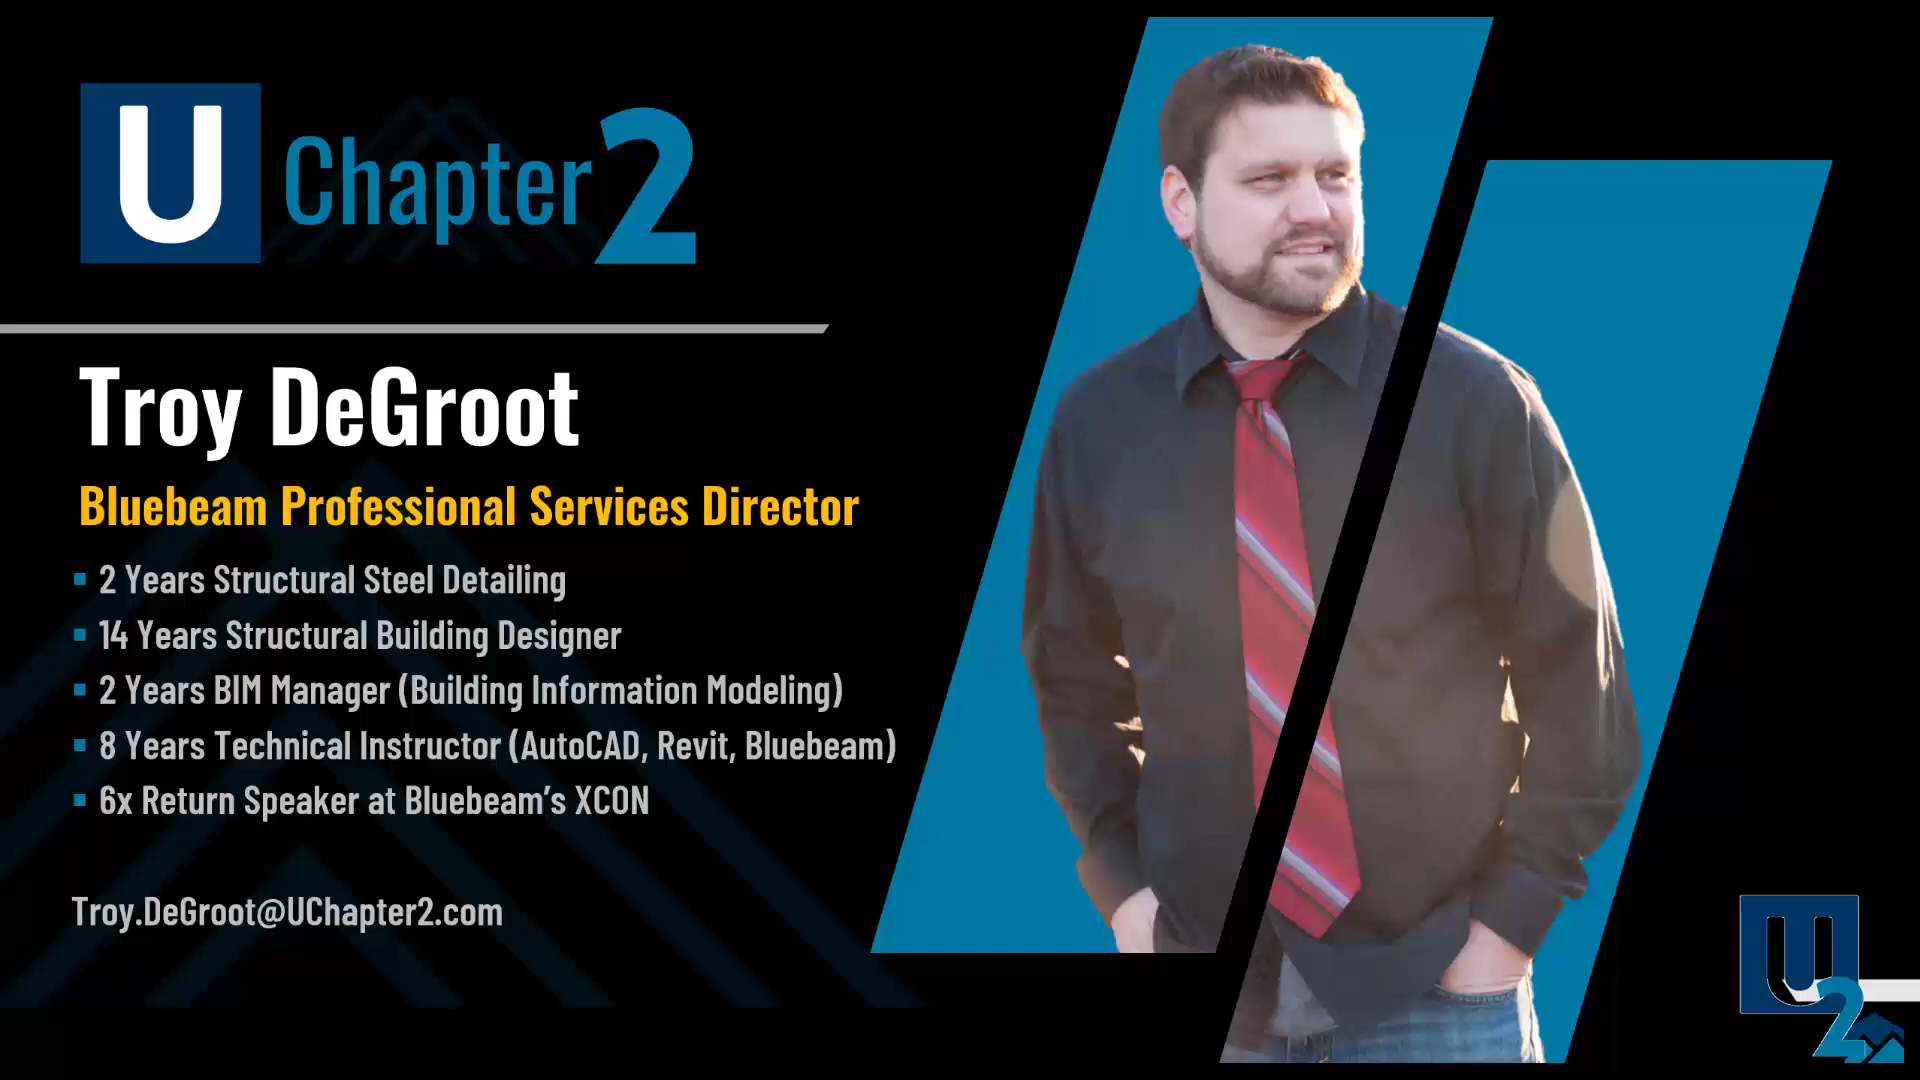 U Chapter 2
Troy DeGroot
Bluebeam Professional Services Director
2 Years Structural Steel Detailing
14 Years Structural Building Designer
2 Years BIM Manager (Building Information Modeling)
8 Years Technical Instructor (AutoCAD, Revit, Bluebeam)
6x Return Speaker at Bluebeam’s XCON
Troy.DeGroot@UChapter2.com
U2